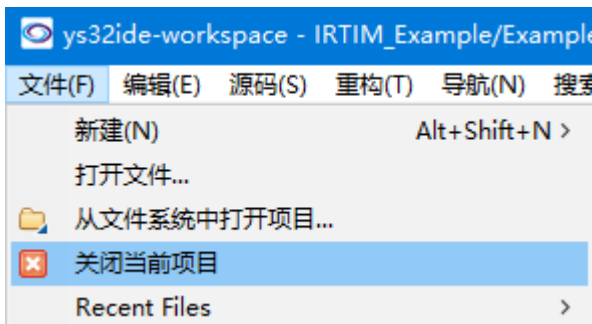 ys32ide-workspace - IRTIM_Example/Example
文件(F) 编辑(E) 源码(S) 重构(T) 导航(N) 搜索
新建(N) Alt+Shift+N >
打开文件...
从文件系统中打开项目...
关闭当前项目
Recent Files >